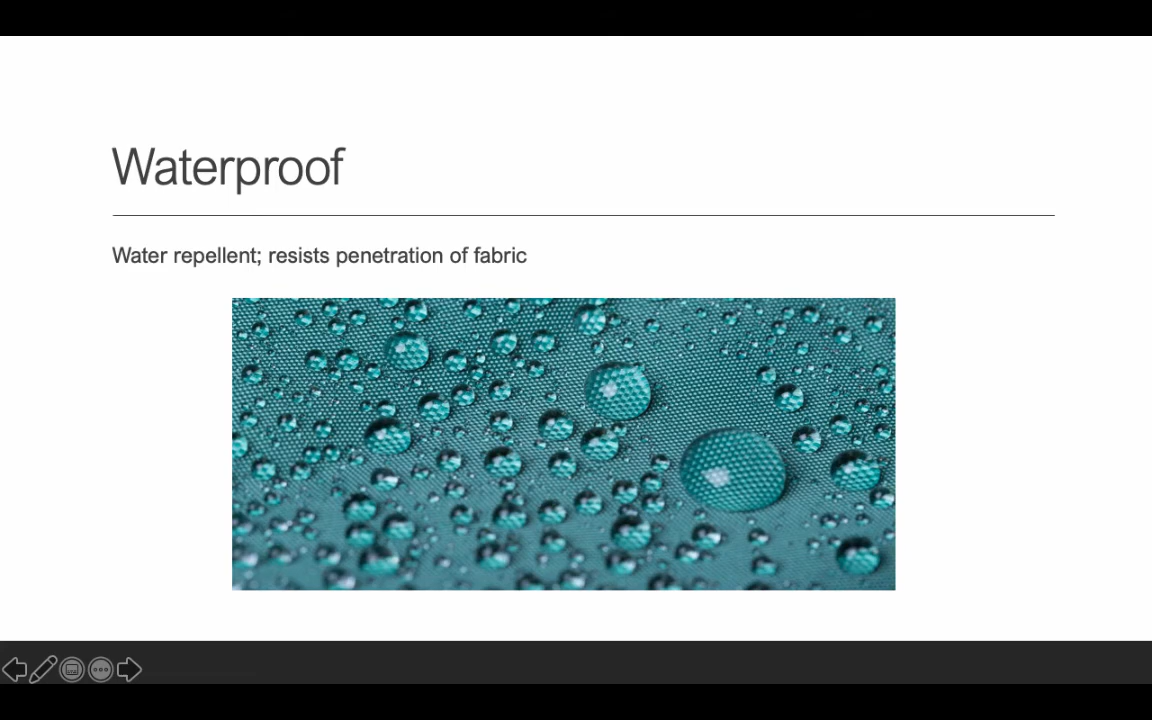 Waterproof
Water repellent; resists penetration of fabric